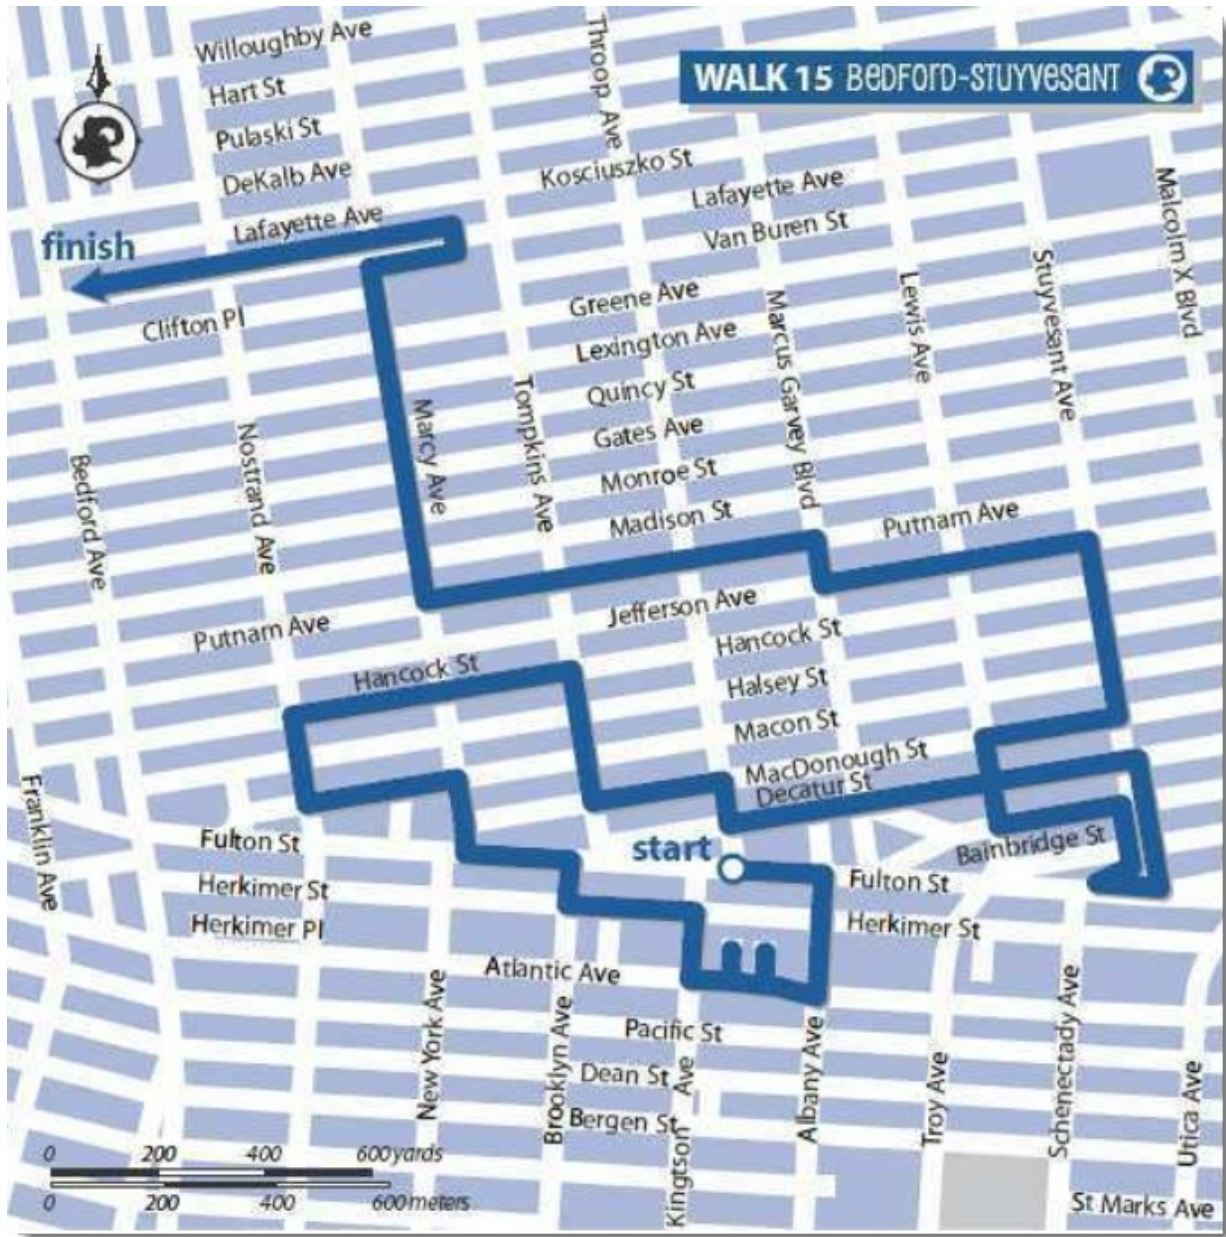 Willoughby Ave
Throop Ave
WALK 15 BEDFORD-STUYVESANT
Hart St
Pulaski St
DeKalb Ave
Kosciuszko St
Lafayette Ave
Malcolm X Blvd
Lafayette Ave
Van Buren St
finish
Stuyvesant Ave
Lewis Ave
Greene Ave
Marcus Garvey Blvd
Clifton Pl
Lexington Ave
Quincy St
Tompkins Ave
Marcy Ave
Gates Ave
Nostrand Ave
Bedford Ave
Monroe St
Madison St
Putnam Ave
Jefferson Ave
Putnam Ave
Hancock St
Hancock St
Halsey St
Macon St
MacDonough St
Decatur St
Franklin Ave
Fulton St
start
Bainbridge St
Herkimer St
Fulton St
Herkimer Pl
Herkimer St
Atlantic Ave
New York Ave
Brooklyn Ave
Pacific St
Dean St
Bergen St
Kingtson Ave
Albany Ave
Troy Ave
Schenectady Ave
Utica Ave
0 200 400 600 yards
0 200 400 600 meters
St Marks Ave